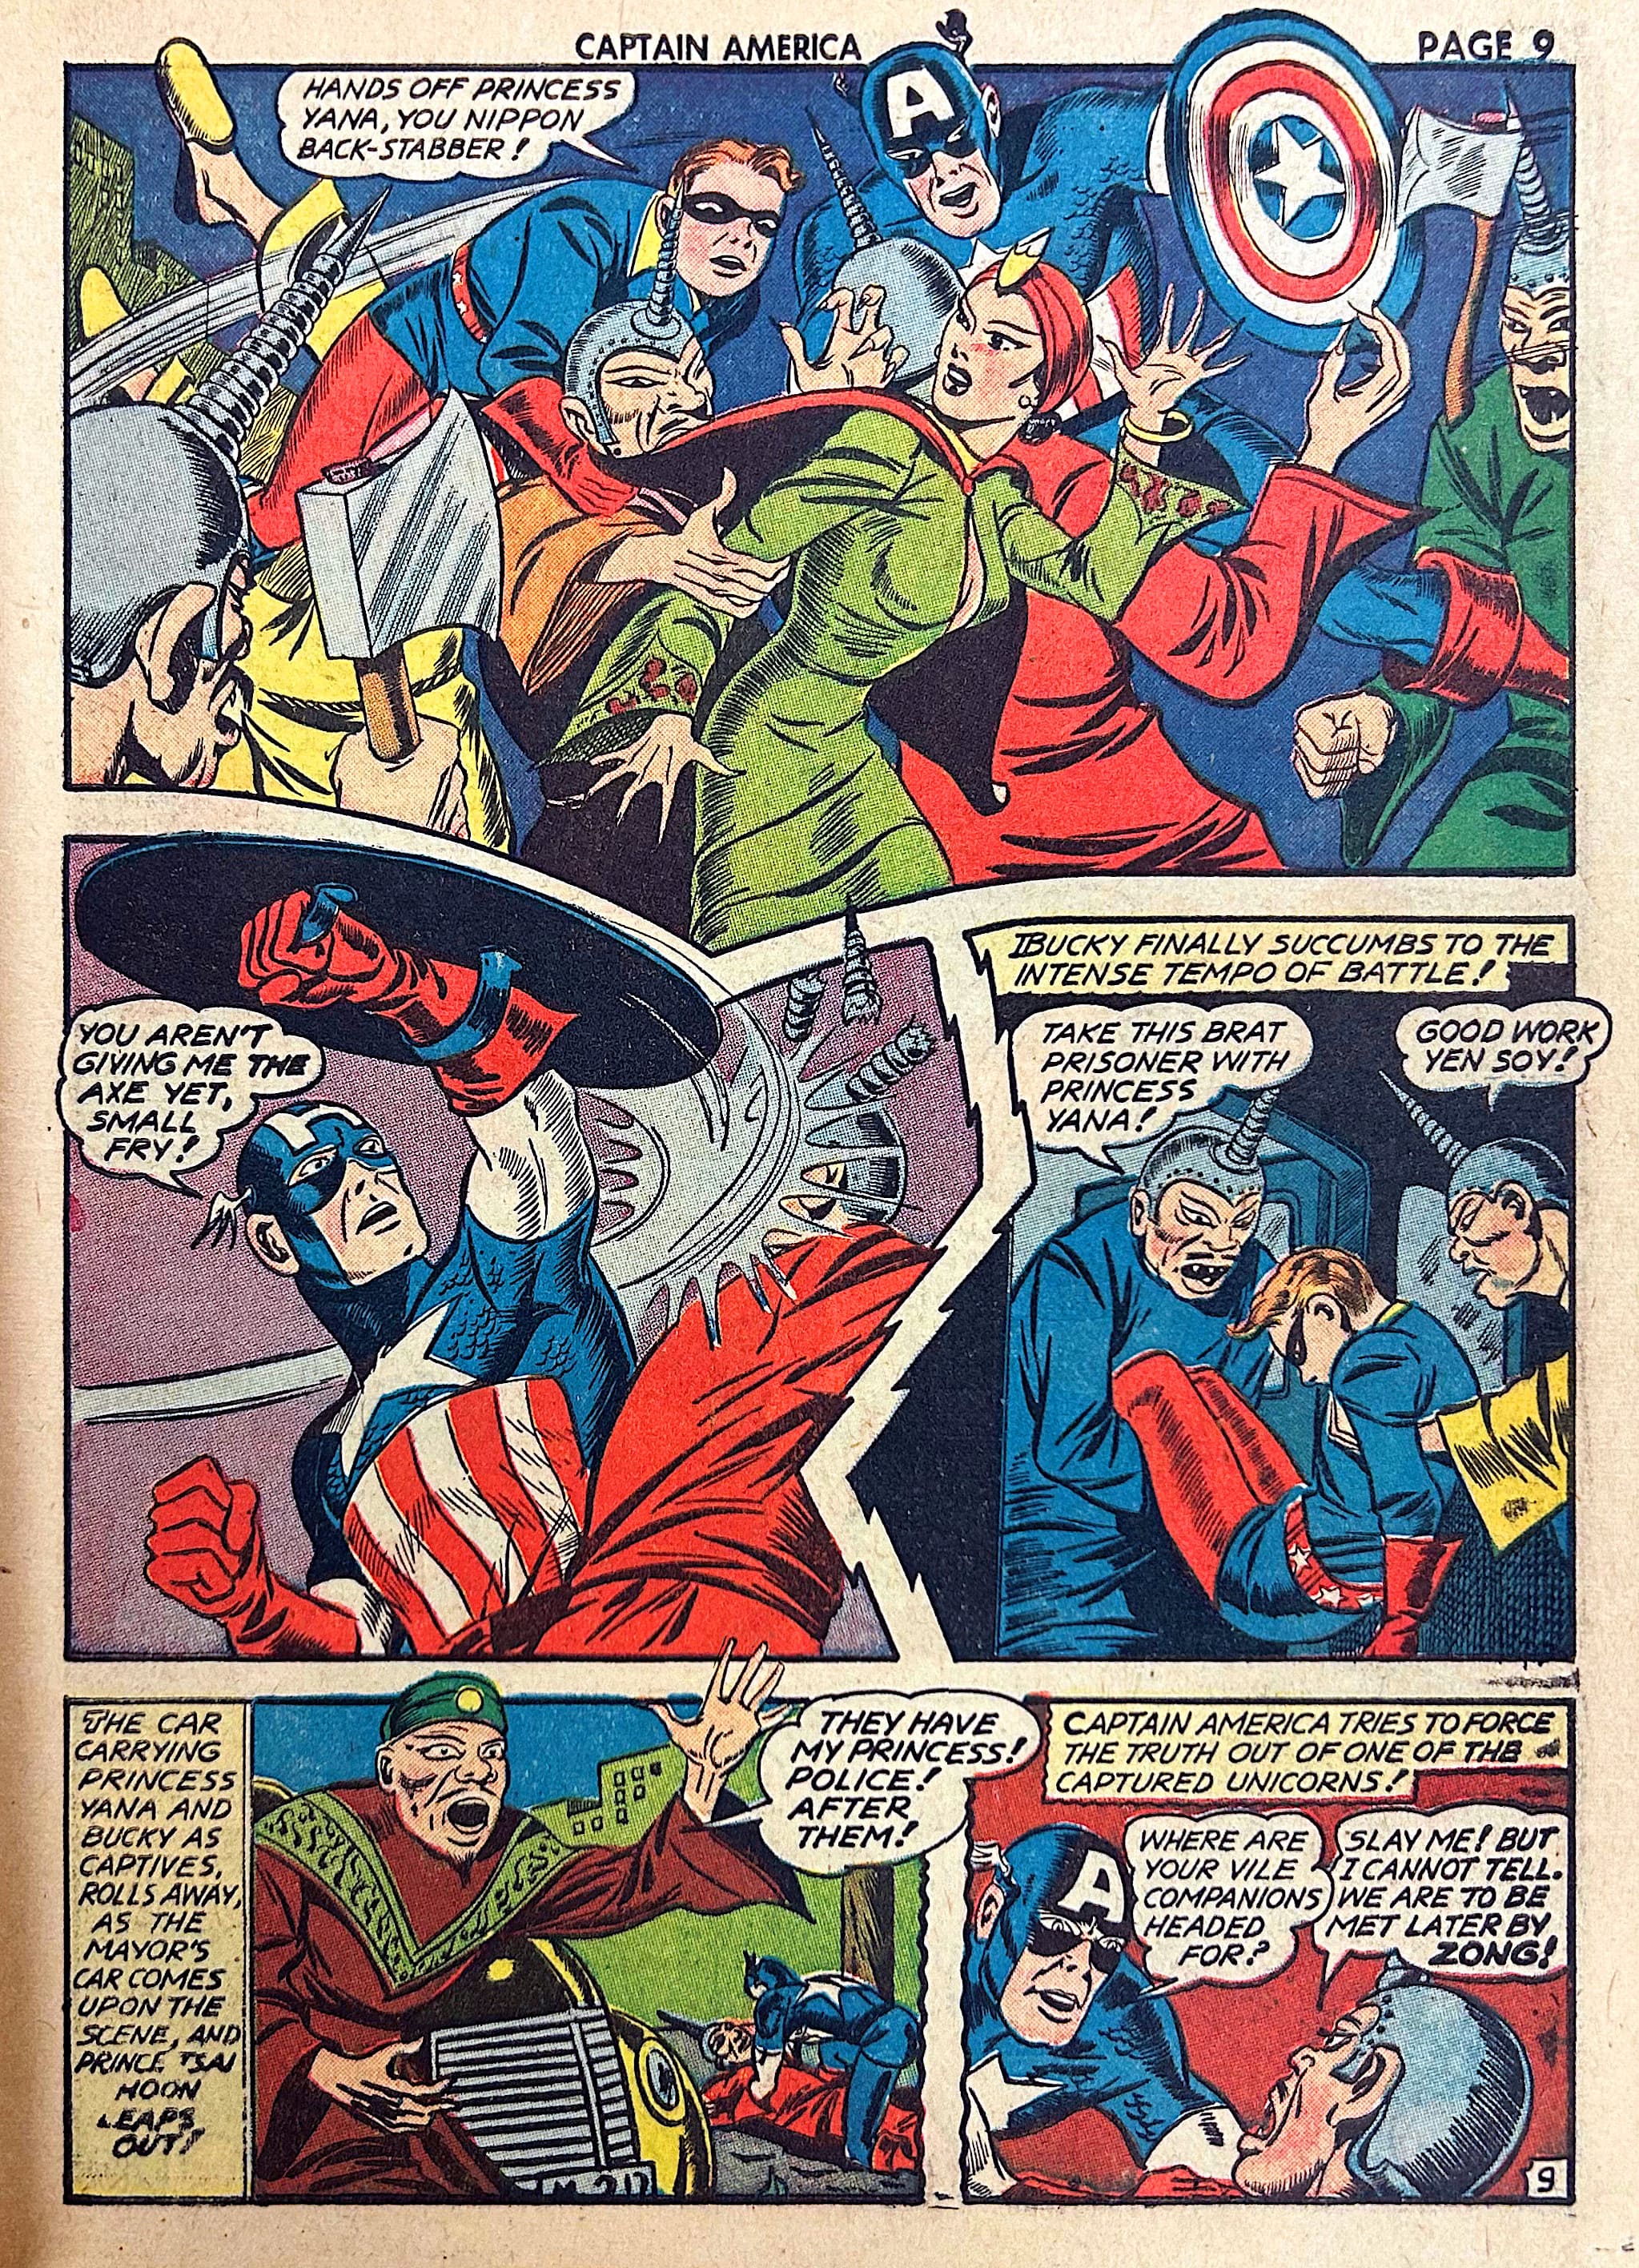 CAPTAIN AMERICA
PAGE 9
HANDS OFF PRINCESS
YANA, YOU NIPPON
BACK-STABBER!
A
YOU AREN'T
GIVING ME THE
AXE YET,
SMALL
FRY!
BUCKY FINALLY SUCCUMBS TO THE
INTENSE TEMPO OF BATTLE!
TAKE THIS BRAT
PRISONER WITH
PRINCESS
YANA!
GOOD WORK
YEN SOY!
THE CAR
CARRYING
PRINCESS
YANA AND
BUCKY AS
CAPTIVES,
ROLLS AWAY,
AS THE
MAYOR'S
CAR COMES
UPON THE
SCENE, AND
PRINCE TSAI
HOON
LEAPS
OUT!
THEY HAVE
MY PRINCESS!
POLICE!
AFTER
THEM!
CAPTAIN AMERICA TRIES TO FORCE
THE TRUTH OUT OF ONE OF THE
CAPTURED UNICORNS!
WHERE ARE
YOUR VILE
COMPANIONS
HEADED
FOR?
SLAY ME! BUT
I CANNOT TELL.
WE ARE TO BE
MET LATER BY
ZONG!
A
9